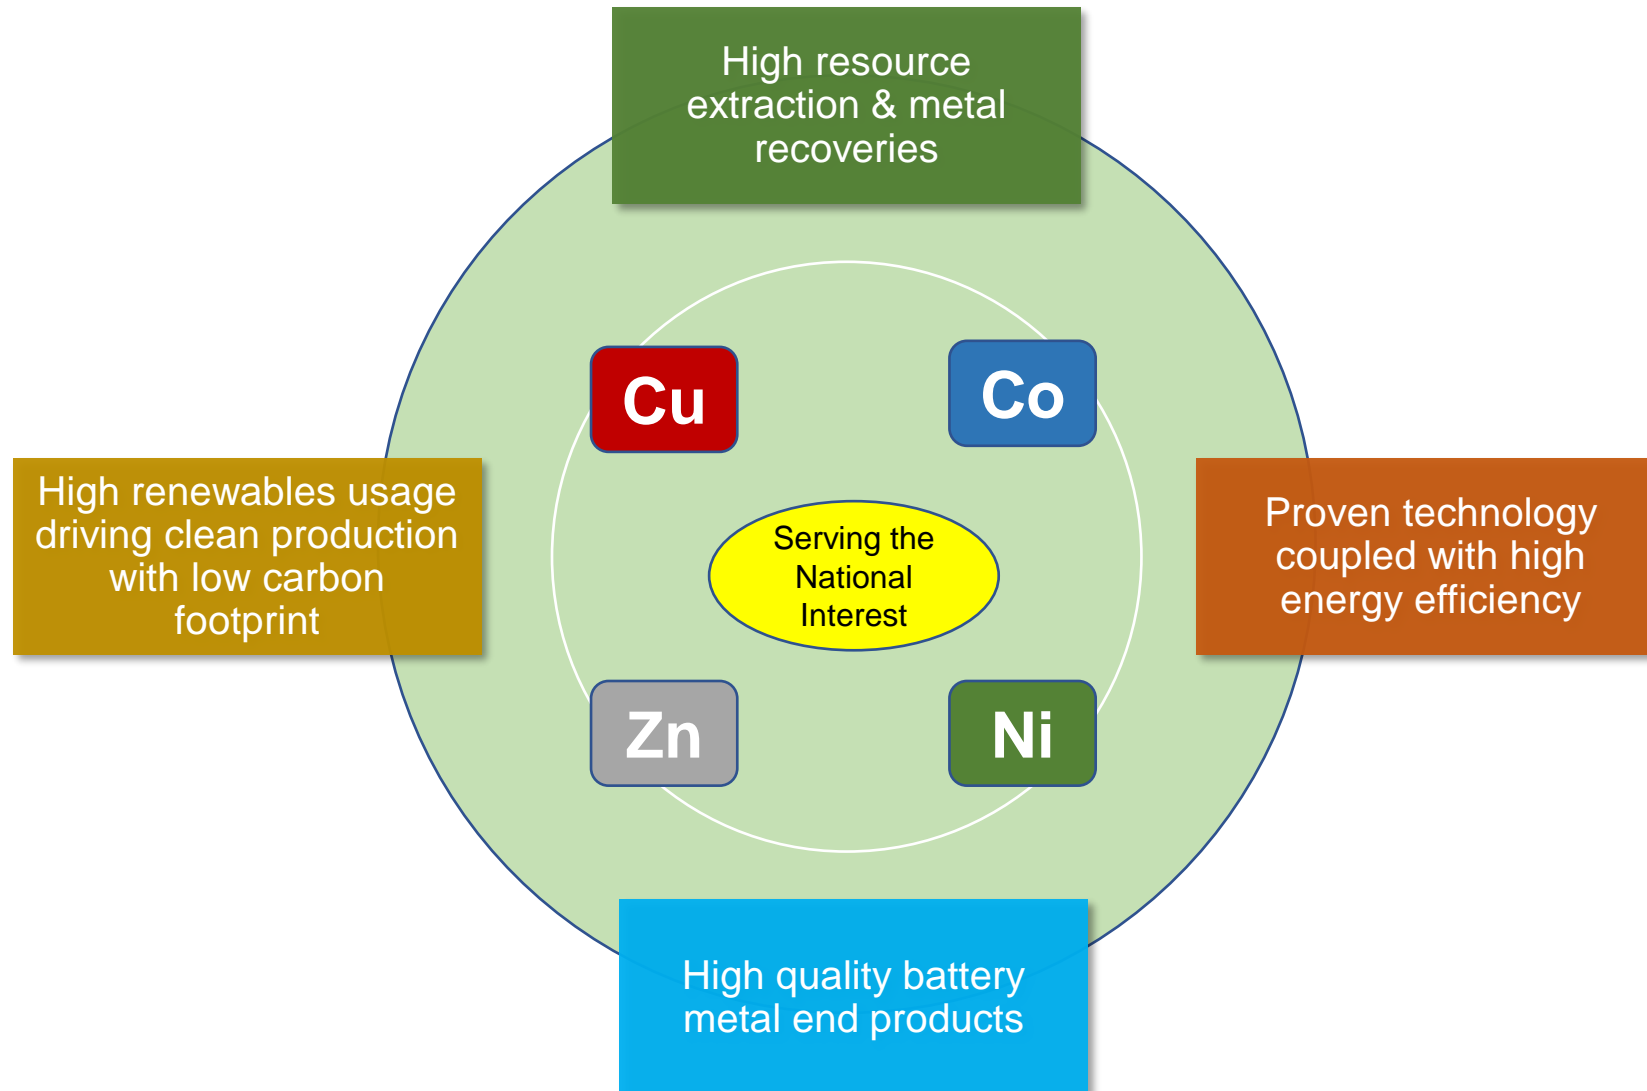 High resource
extraction & metal
recoveries
Cu
Co
High renewables usage
driving clean production
with low carbon
footprint
Serving the
National
Interest
Proven technology
coupled with high
energy efficiency
Zn
Ni
High quality battery
metal end products